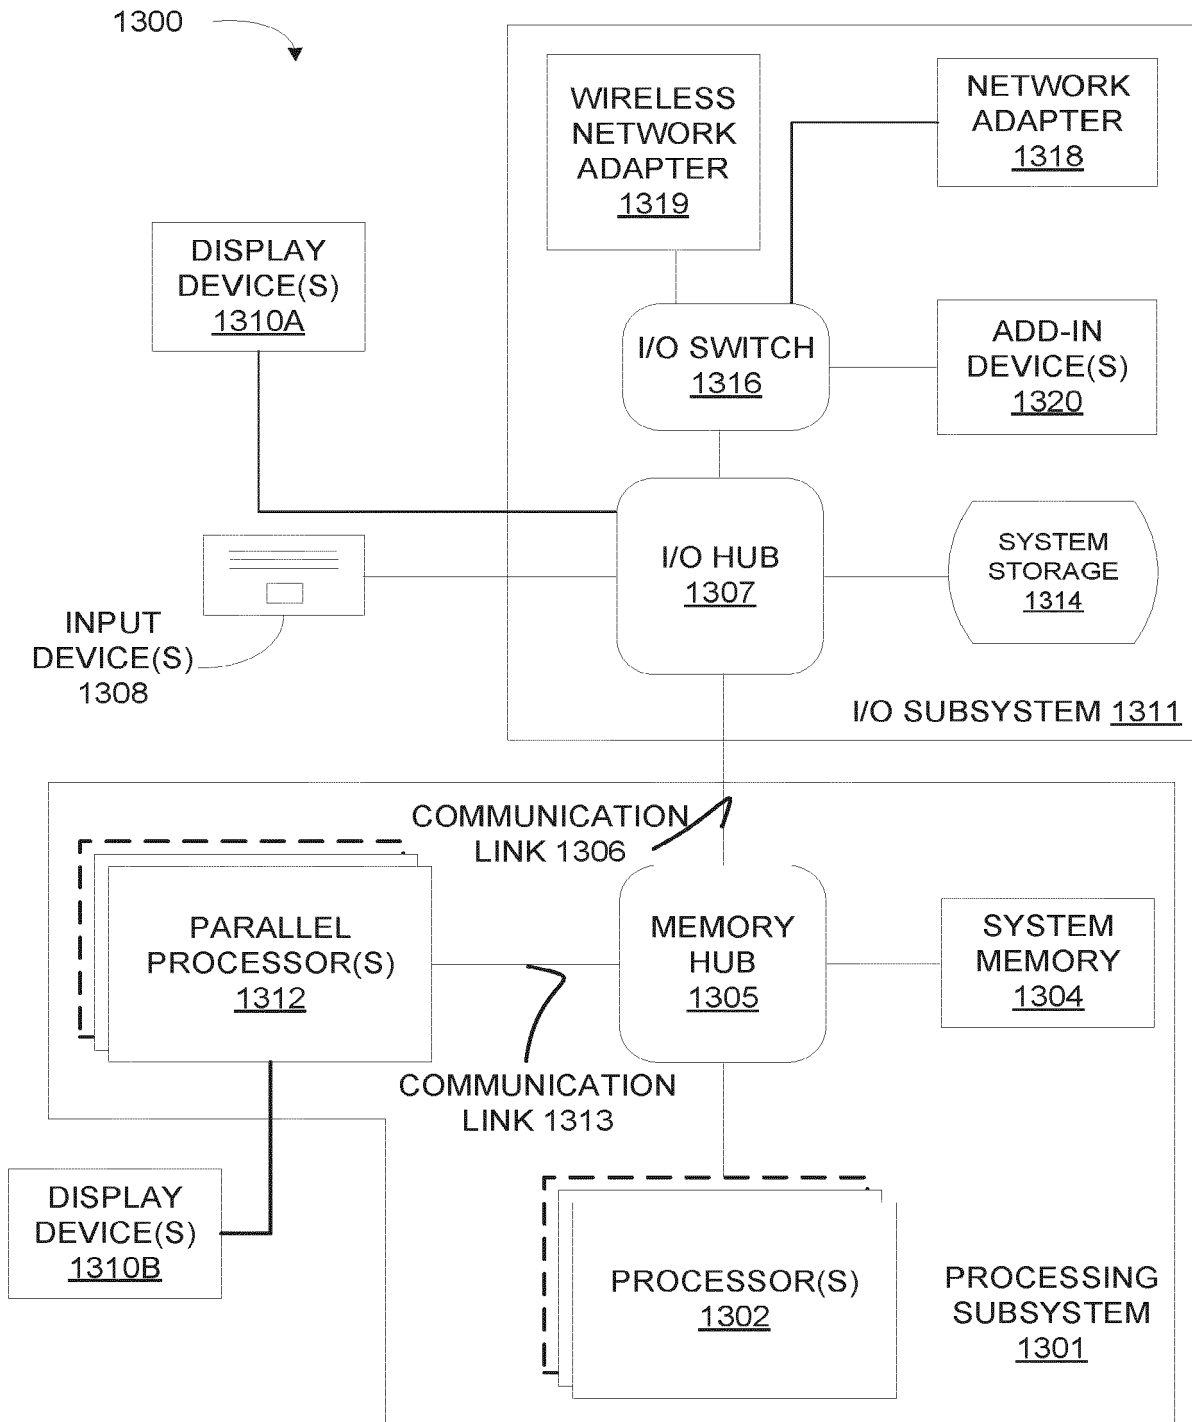 1300
WIRELESS
NETWORK
ADAPTER
1319
NETWORK
ADAPTER
1318
DISPLAY
DEVICE(S)
1310A
I/O SWITCH
1316
ADD-IN
DEVICE(S)
1320
I/O HUB
1307
SYSTEM
STORAGE
1314
INPUT
DEVICE(S)
1308
I/O SUBSYSTEM 1311
COMMUNICATION
LINK 1306
PARALLEL
PROCESSOR(S)
1312
MEMORY
HUB
1305
SYSTEM
MEMORY
1304
COMMUNICATION
LINK 1313
DISPLAY
DEVICE(S)
1310B
PROCESSOR(S)
1302
PROCESSING
SUBSYSTEM
1301